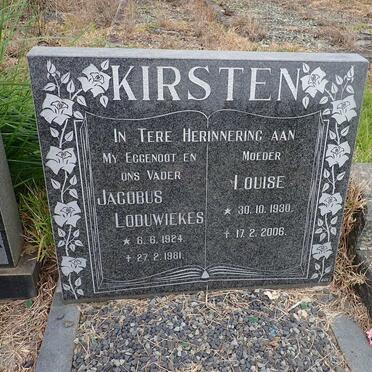 KIRSTEN
IN TERE HERINNERING AAN
MY EGGENOOT EN
ONS VADER
JACOBUS
LODUWIEKES
* 6.6.1924
✝ 27.2.1981.
MOEDER
LOUISE
* 30.10.1930.
✝ 17.2.2006.